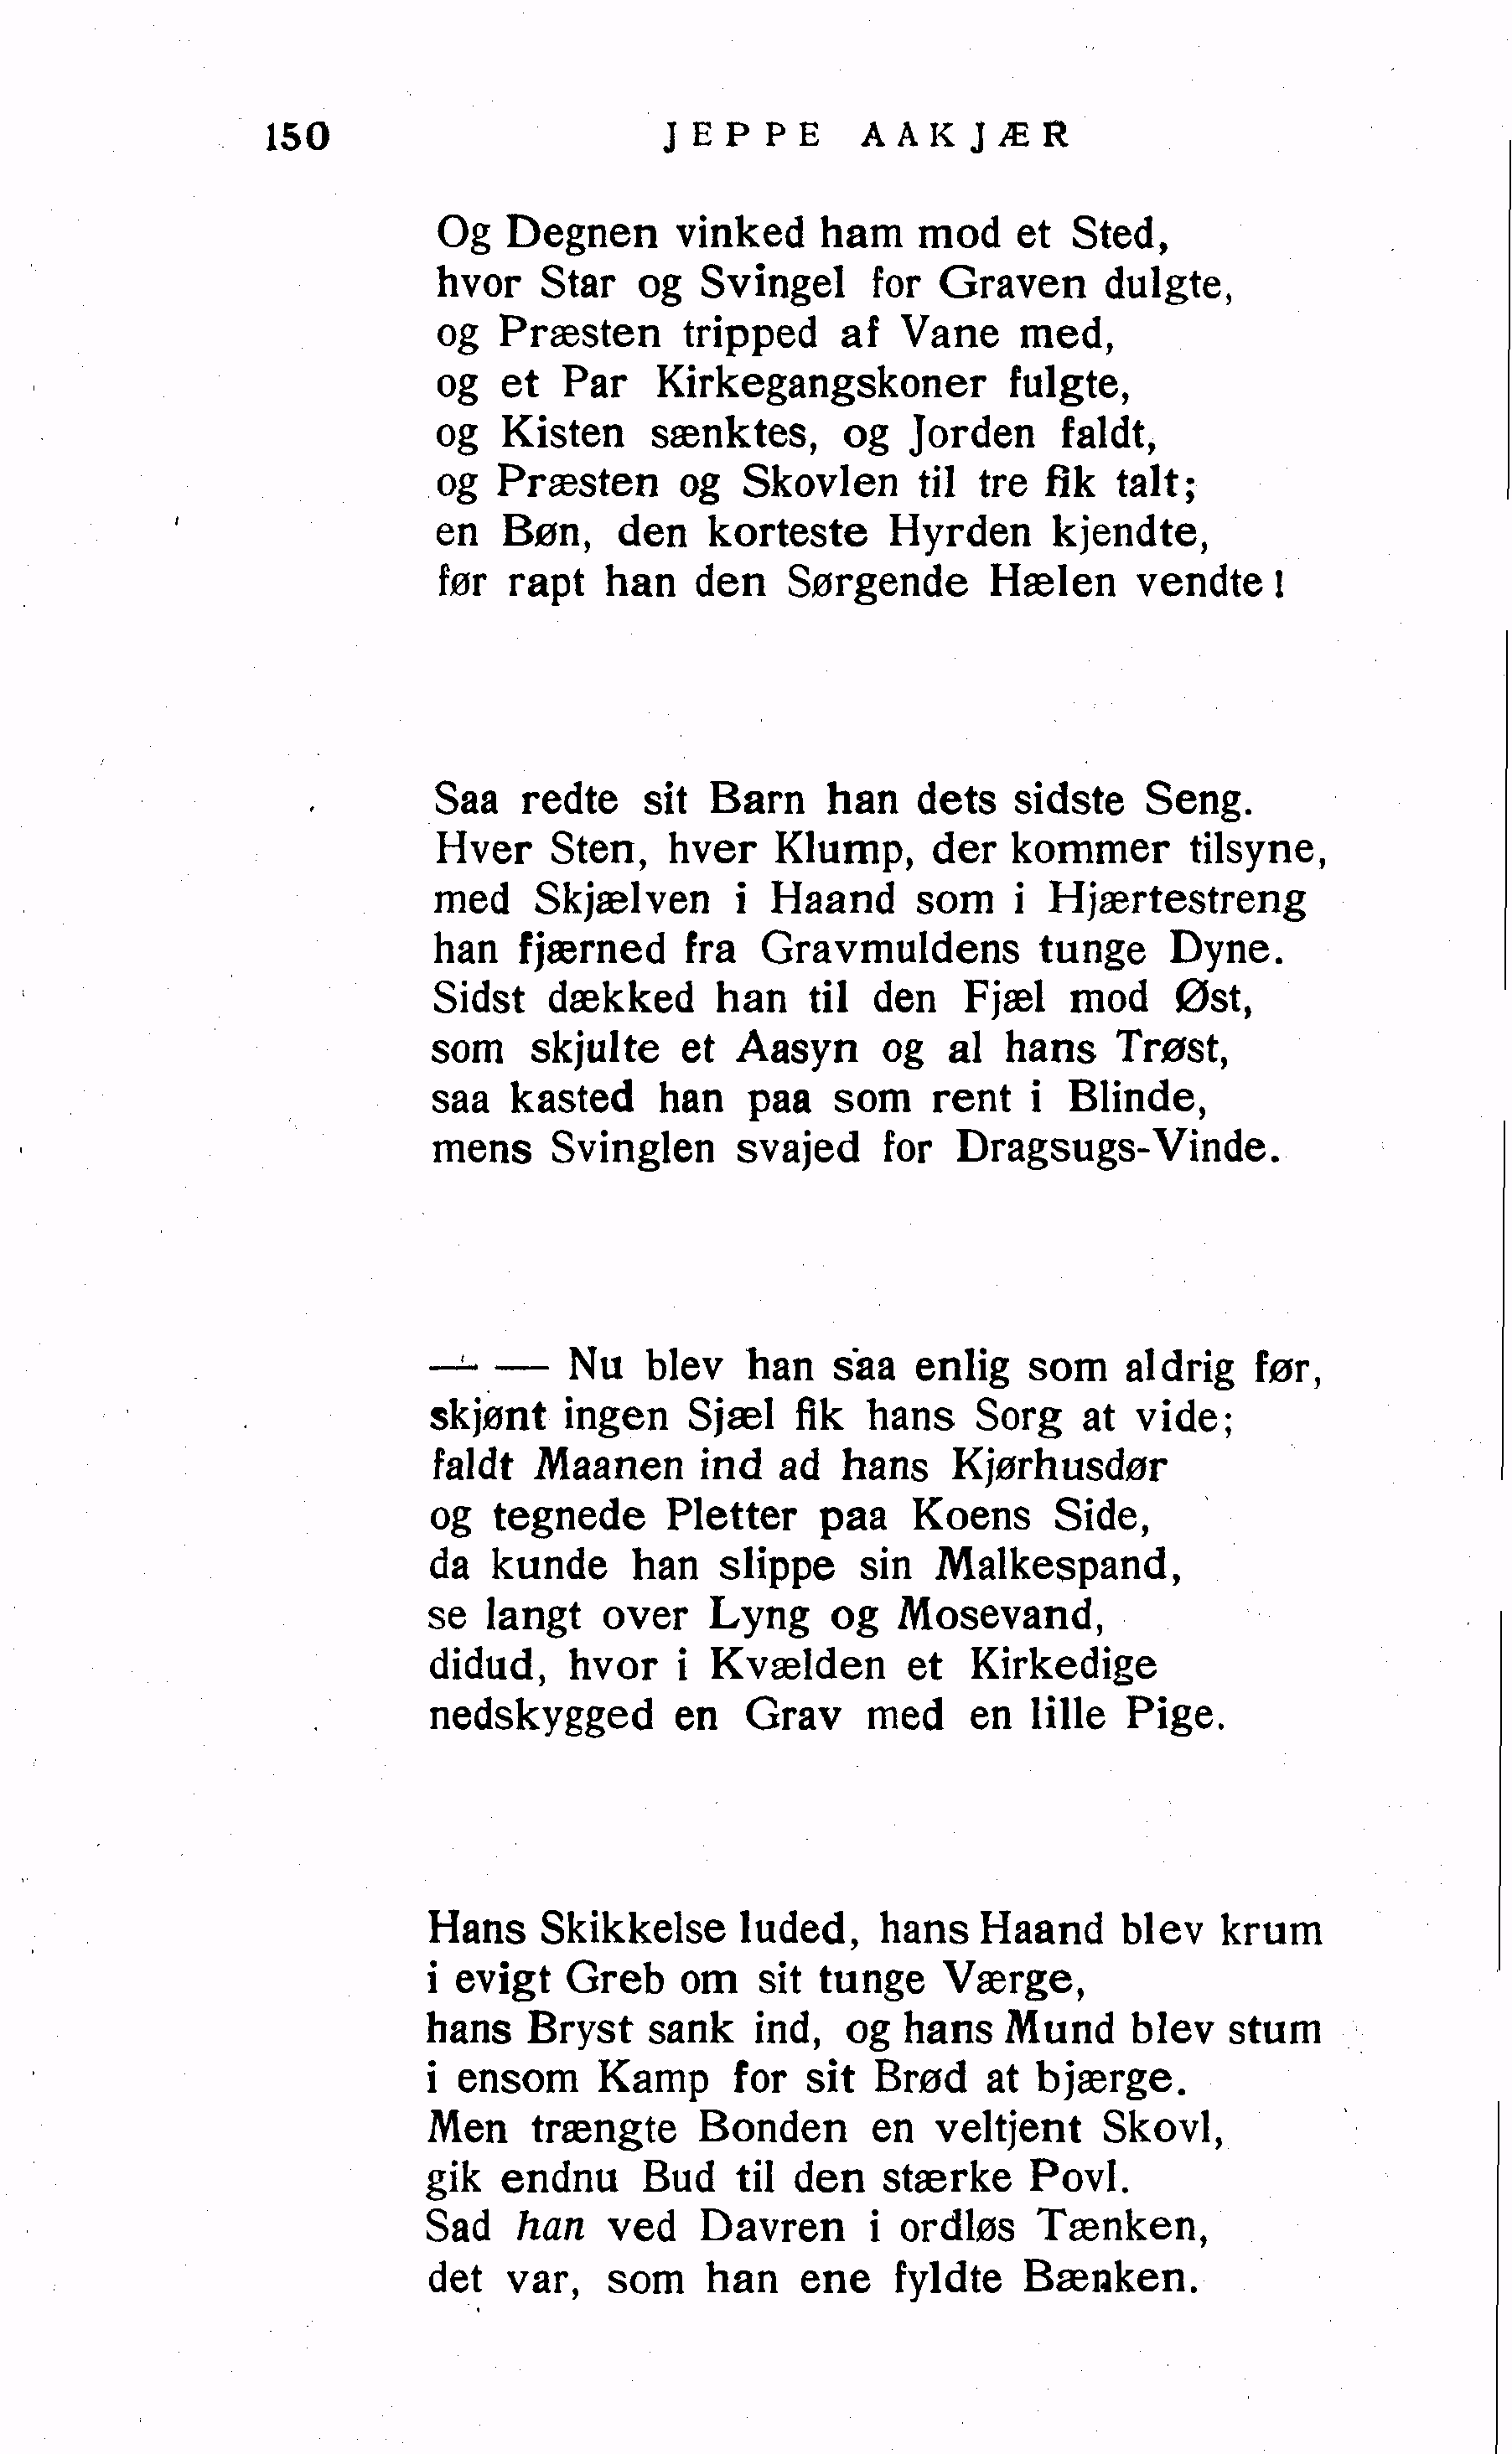 150 JEPPE AAKJÆR
Og Degnen vinked ham mod et Sted,
hvor Star og Svingel for Graven dulgte,
og Præsten tripped af Vane med,
og et Par Kirkegangskoner fulgte,
og Kisten sænktes, og Jorden faldt,
og Præsten og Skovlen til tre fik talt;
en Bøn, den korteste Hyrden kjendte,
før rapt han den Sørgende Hælen vendte!
Saa redte sit Barn han dets sidste Seng.
Hver Sten, hver Klump, der kommer tilsyne,
med Skjælven i Haand som i Hjærtestreng
han fjærned fra Gravmuldens tunge Dyne.
Sidst dækked han til den Fjæl mod Øst,
som skjulte et Aasyn og al hans Trøst,
saa kasted han paa som rent i Blinde,
mens Svinglen svajed for Dragsugs-Vinde.
— — Nu blev han saa enlig som aldrig før,
skjønt ingen Sjæl fik hans Sorg at vide;
faldt Maanen ind ad hans Kjørhusdør
og tegnede Pletter paa Koens Side,
da kunde han slippe sin Malkespand,
se langt over Lyng og Mosevand,
didud, hvor i Kvælden et Kirkedige
nedskygged en Grav med en lille Pige.
Hans Skikkelse luded, hans Haand blev krum
i evigt Greb om sit tunge Værge,
hans Bryst sank ind, og hans Mund blev stum
i ensom Kamp for sit Brød at bjærge.
Men trængte Bonden en veltjent Skovl,
gik endnu Bud til den stærke Povl.
Sad han ved Davren i ordløs Tænken,
det var, som han ene fyldte Bænken.